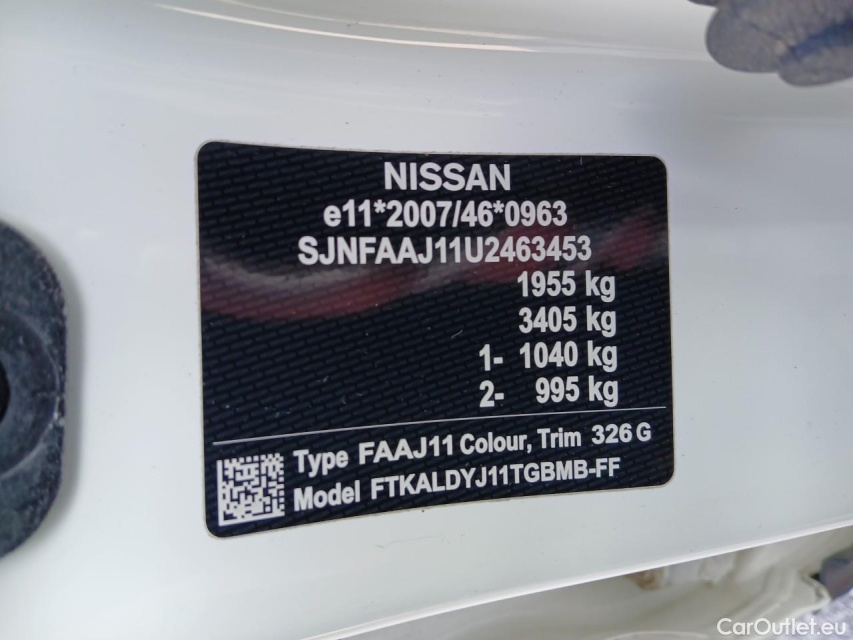 NISSAN
e11*2007/46*0963
SJNFAAJ11U2463453
1955 kg
3405 kg
1- 1040 kg
2- 995 kg
Type FAAJ11 Colour, Trim 326 G
Model FTKALDYJ11TGBMB-FF
CarOutlet.eu